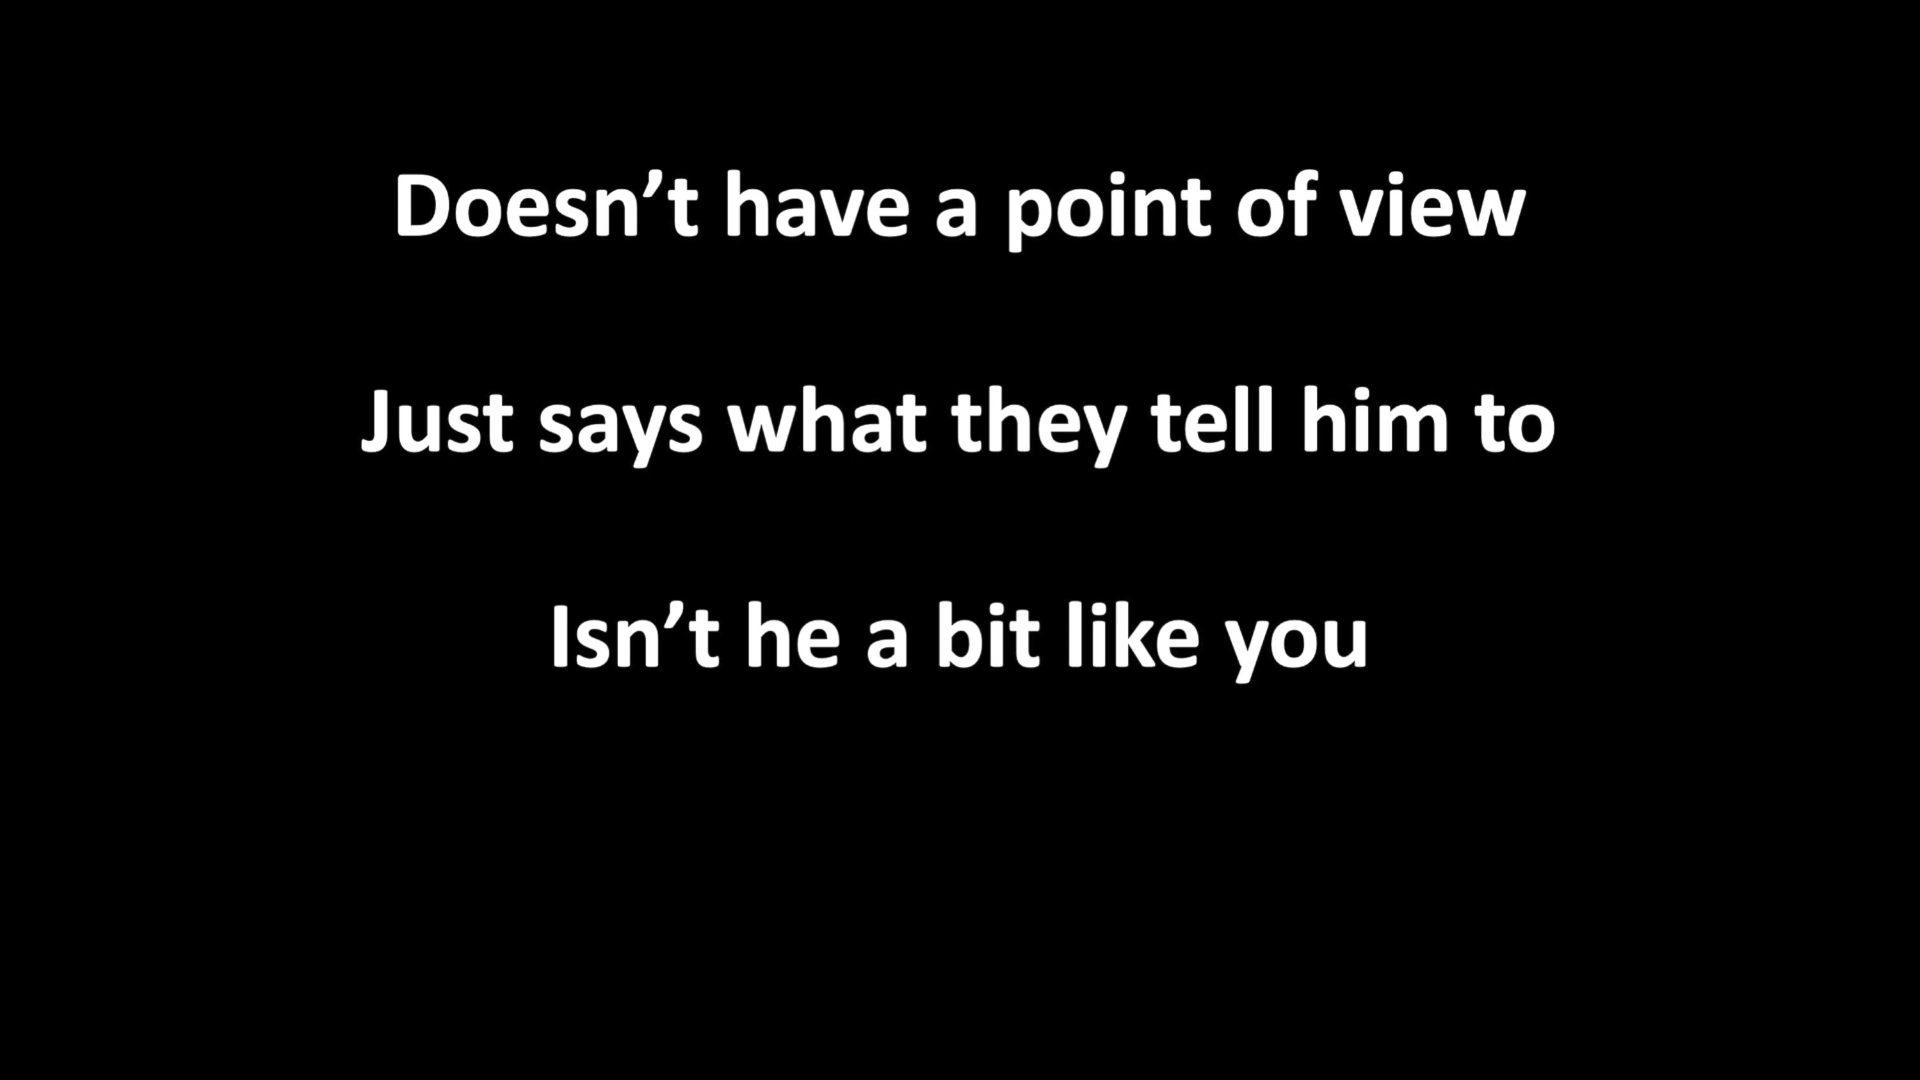 Doesn’t have a point of view
Just says what they tell him to
Isn’t he a bit like you